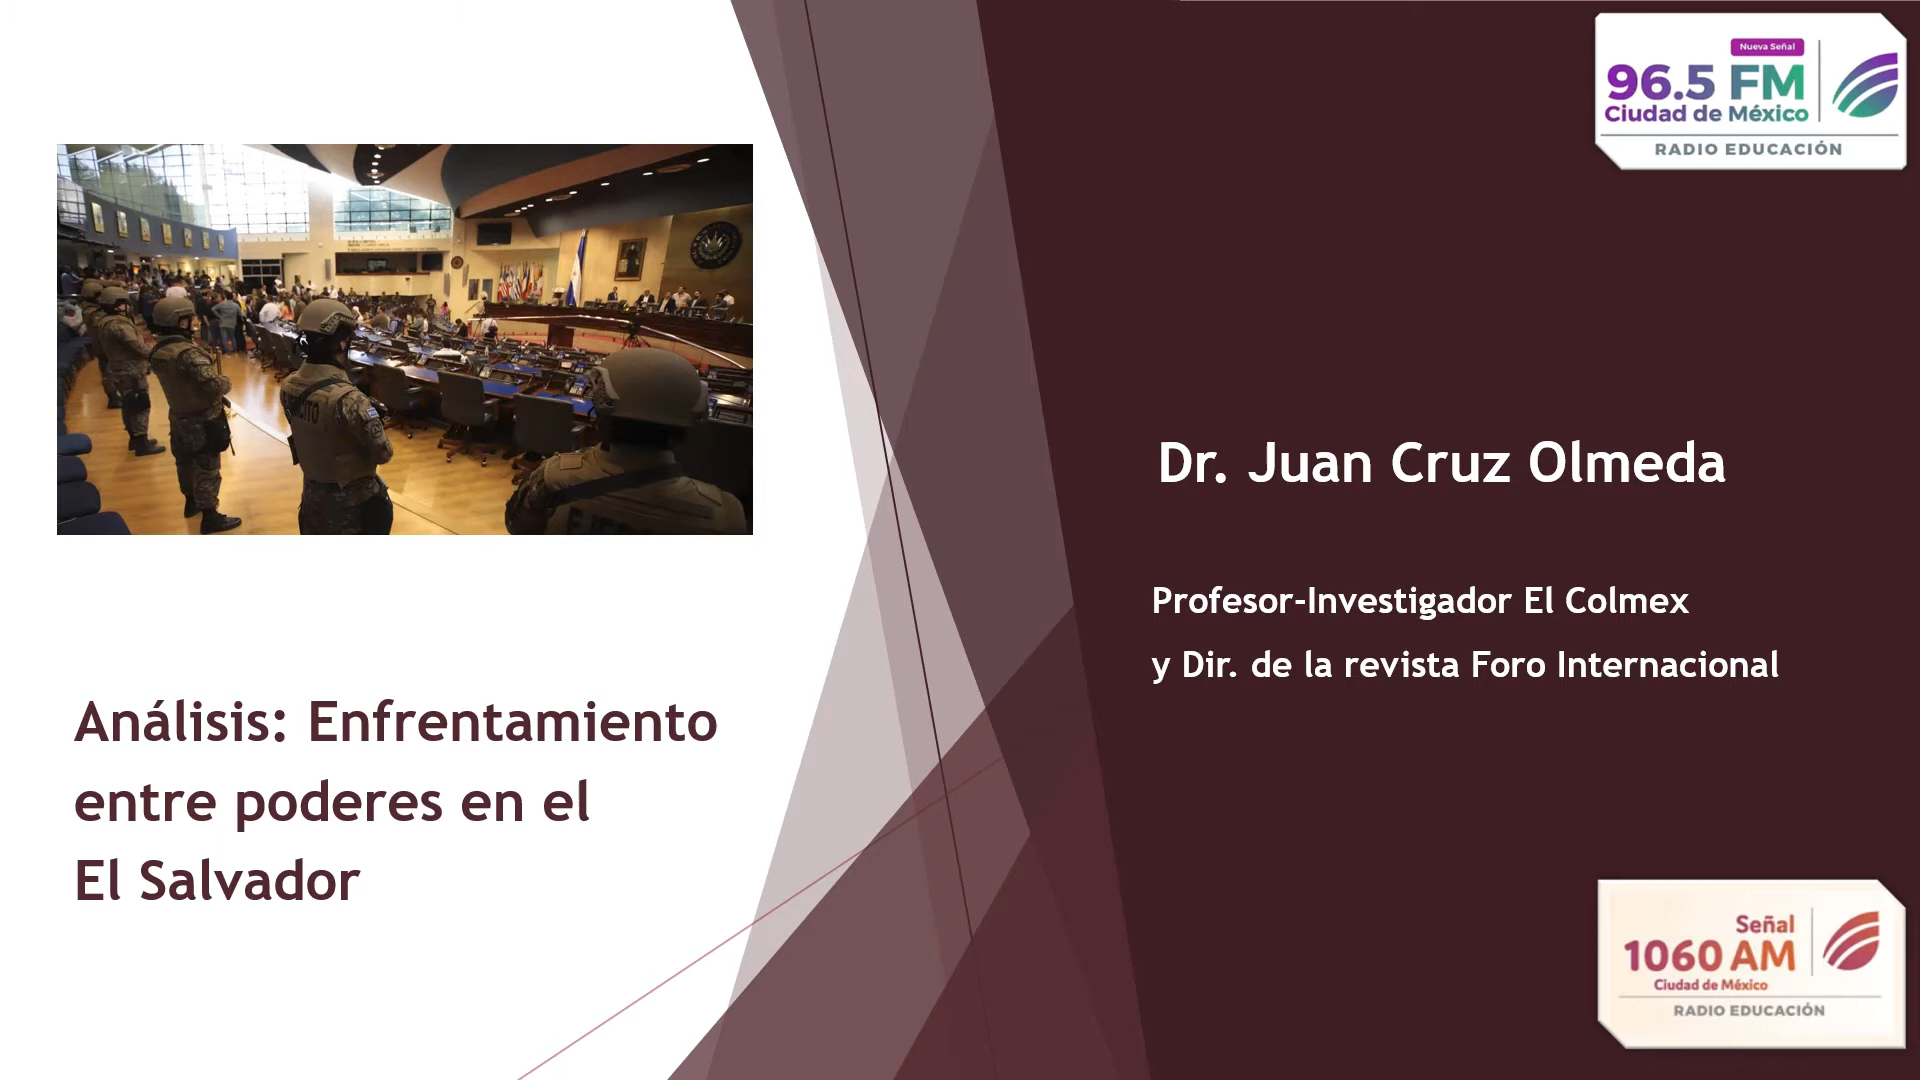 Nueva Señal
96.5 FM
Ciudad de México
RADIO EDUCACIÓN
Dr. Juan Cruz Olmeda
Profesor-Investigador El Colmex
y Dir. de la revista Foro Internacional
Análisis: Enfrentamiento
entre poderes en el
El Salvador
Señal
1060 AM
Ciudad de México
RADIO EDUCACIÓN